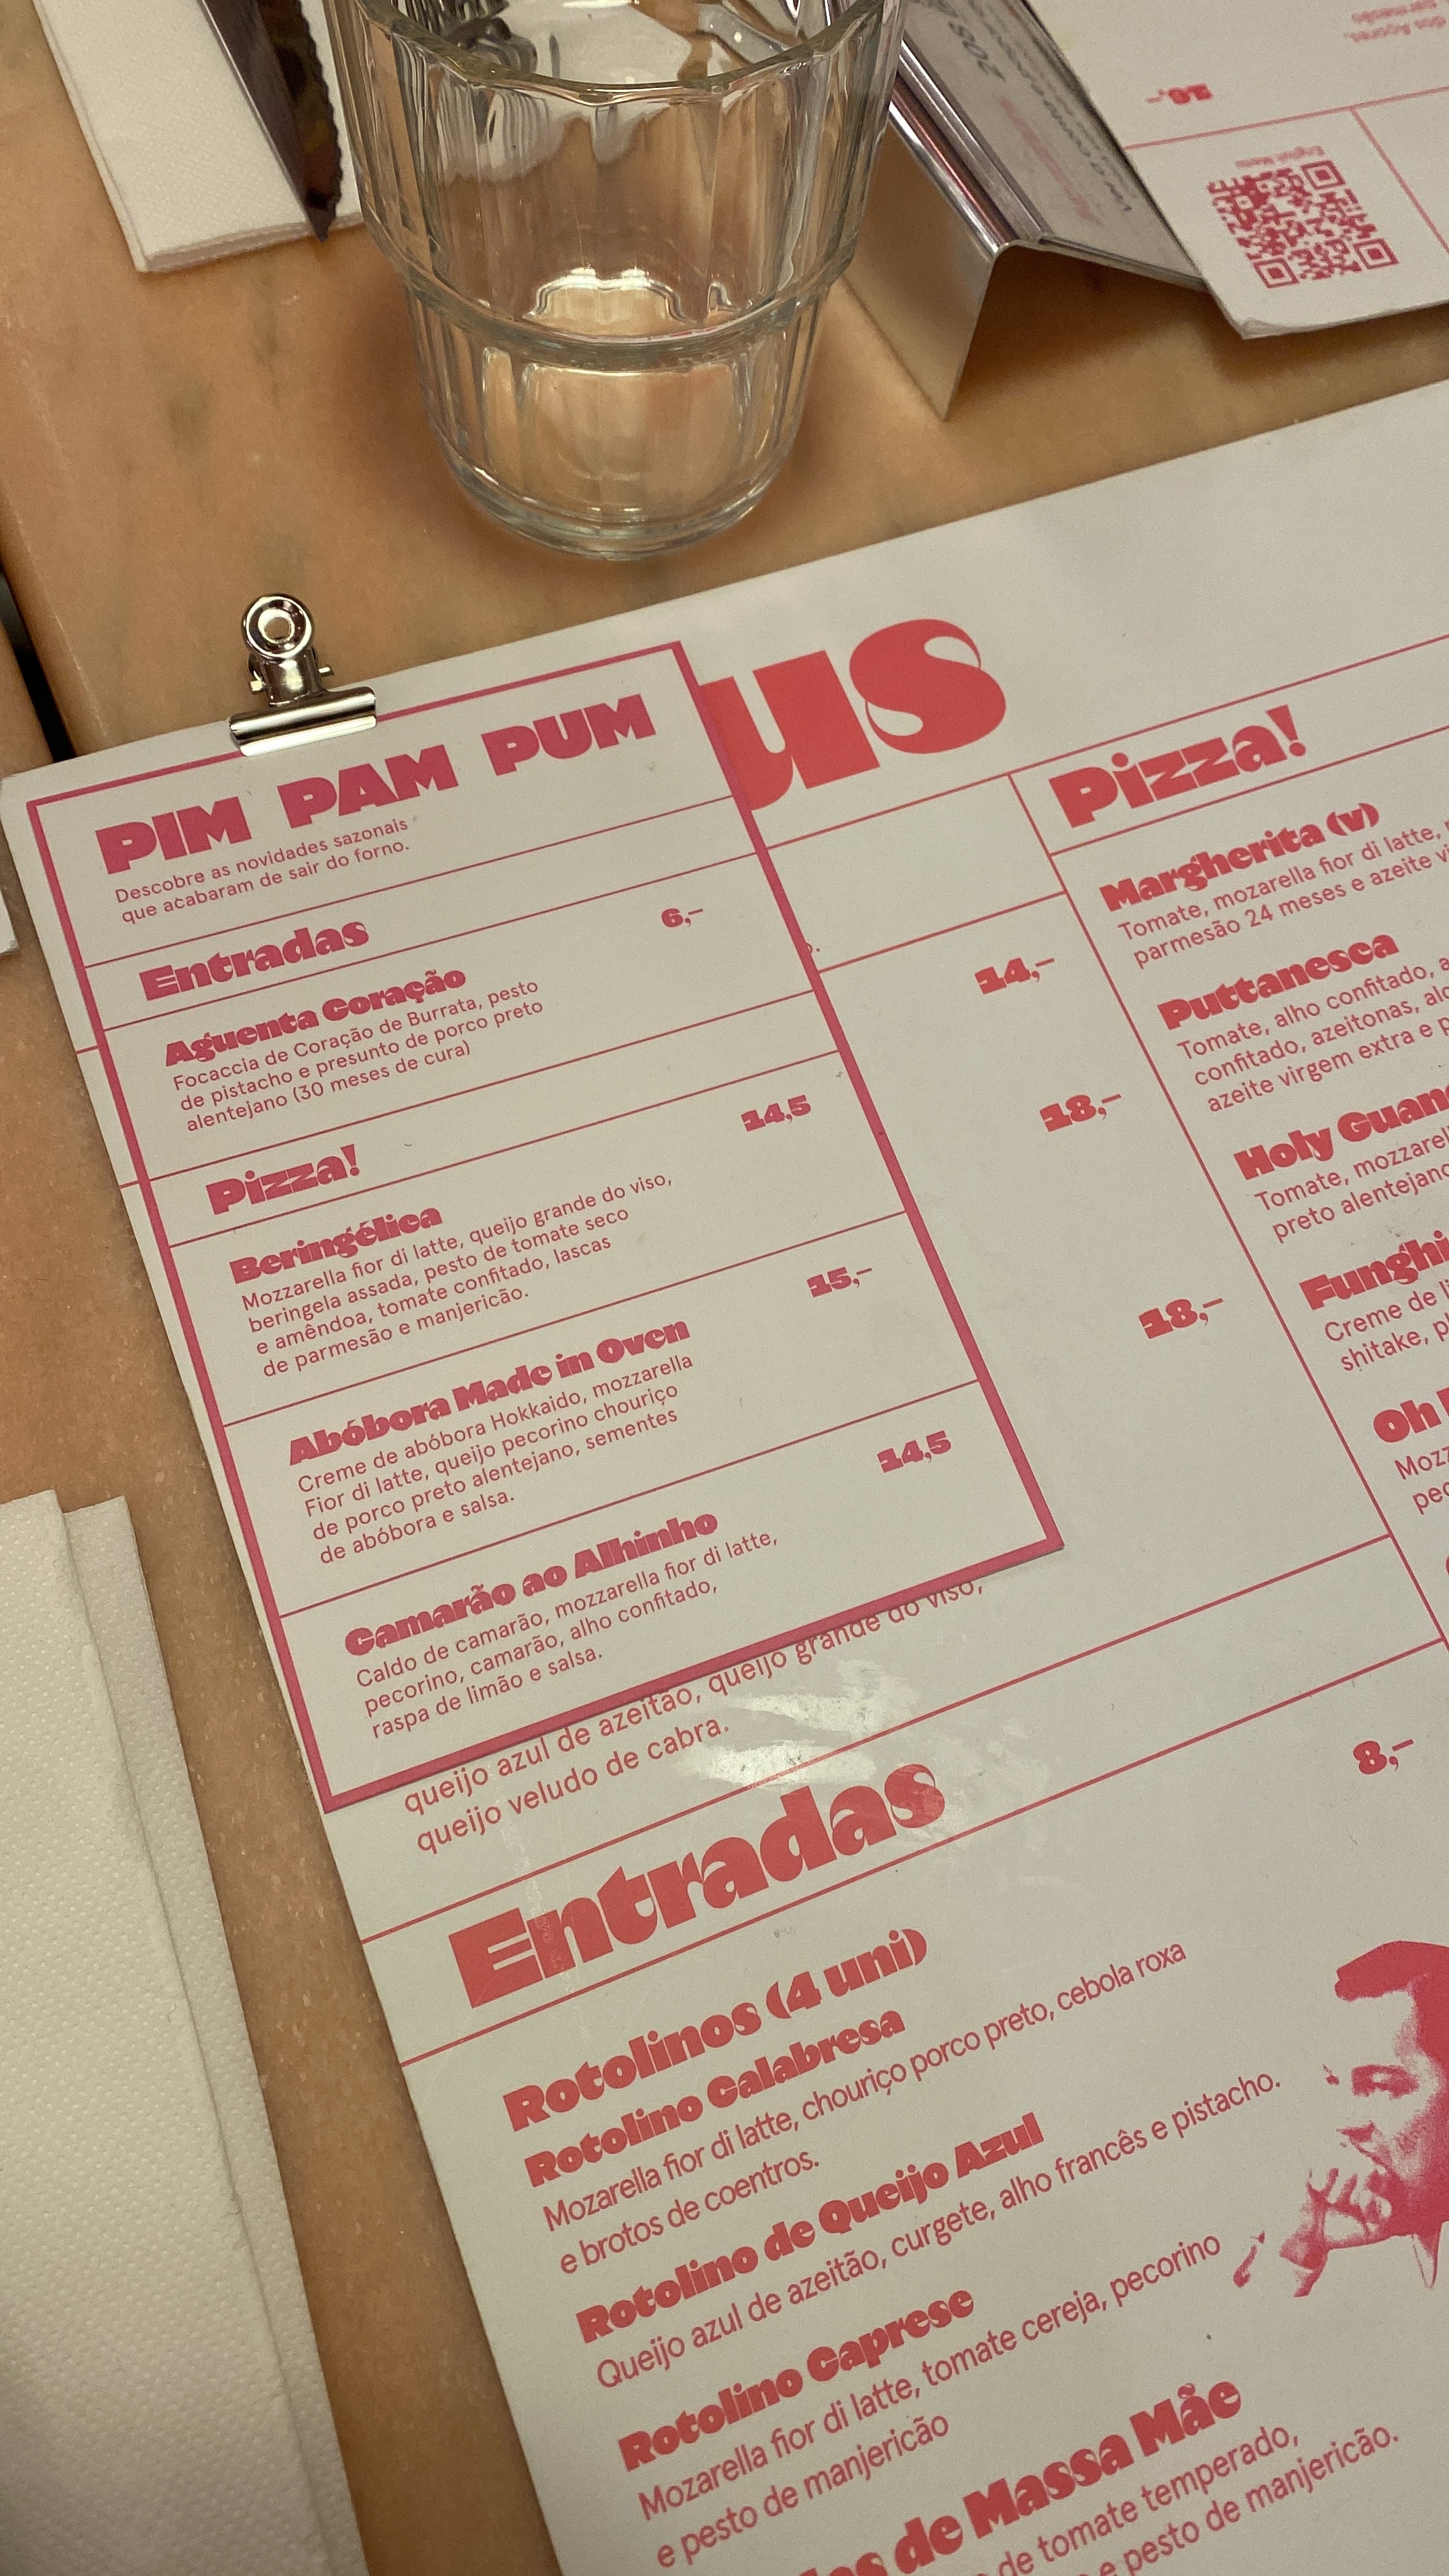 PIM PAM PUM
Descobre as novidades sazonais
que acabaram de sair do forno.
Entradas
6,-
Aguenta Coração
Focaccia de Coração de Burrata, pesto
de pistacho e presunto de porco preto
alentejano (30 meses de cura)
Pizza!
14,5
Beringélica
Mozzarella fior di latte, queijo grande do viso,
beringela assada, pesto de tomate seco
e amêndoa, tomate confitado, lascas
de parmesão e manjericão.
15,-
Abóbora Made in Oven
Creme de abóbora Hokkaido, mozzarella
Fior di latte, queijo pecorino chouriço
de porco preto alentejano, sementes
de abóbora e salsa.
14,5
Camarão ao Alhinho
Caldo de camarão, mozzarella fior di latte,
pecorino, camarão, alho confitado,
raspa de limão e salsa.
us
14,-
18,-
18,-
queijo azul de azeitão, queijo grande do viso,
queijo veludo de cabra.
Entradas
8,-
Rotolinos (4 uni)
Rotolino Calabresa
Mozarella fior di latte, chouriço porco preto, cebola roxa
e brotos de coentros.
Rotolino de Queijo Azul
Queijo azul de azeitão, curgete, alho francês e pistacho.
Rotolino Caprese
Mozarella fior di latte, tomate cereja, pecorino
e pesto de manjericão
de Massa Mãe
de tomate temperado,
e pesto de manjericão.
Pizza!
Margherita (v)
Tomate, mozarella fior di latte,
parmesão 24 meses e azeite
Puttanesca
Tomate, alho confitado,
confitado, azeitonas,
azeite virgem extra e
Holy
Tomate,
preto
Funghi
Creme de
shitake,
Oh
English Menu
20,-